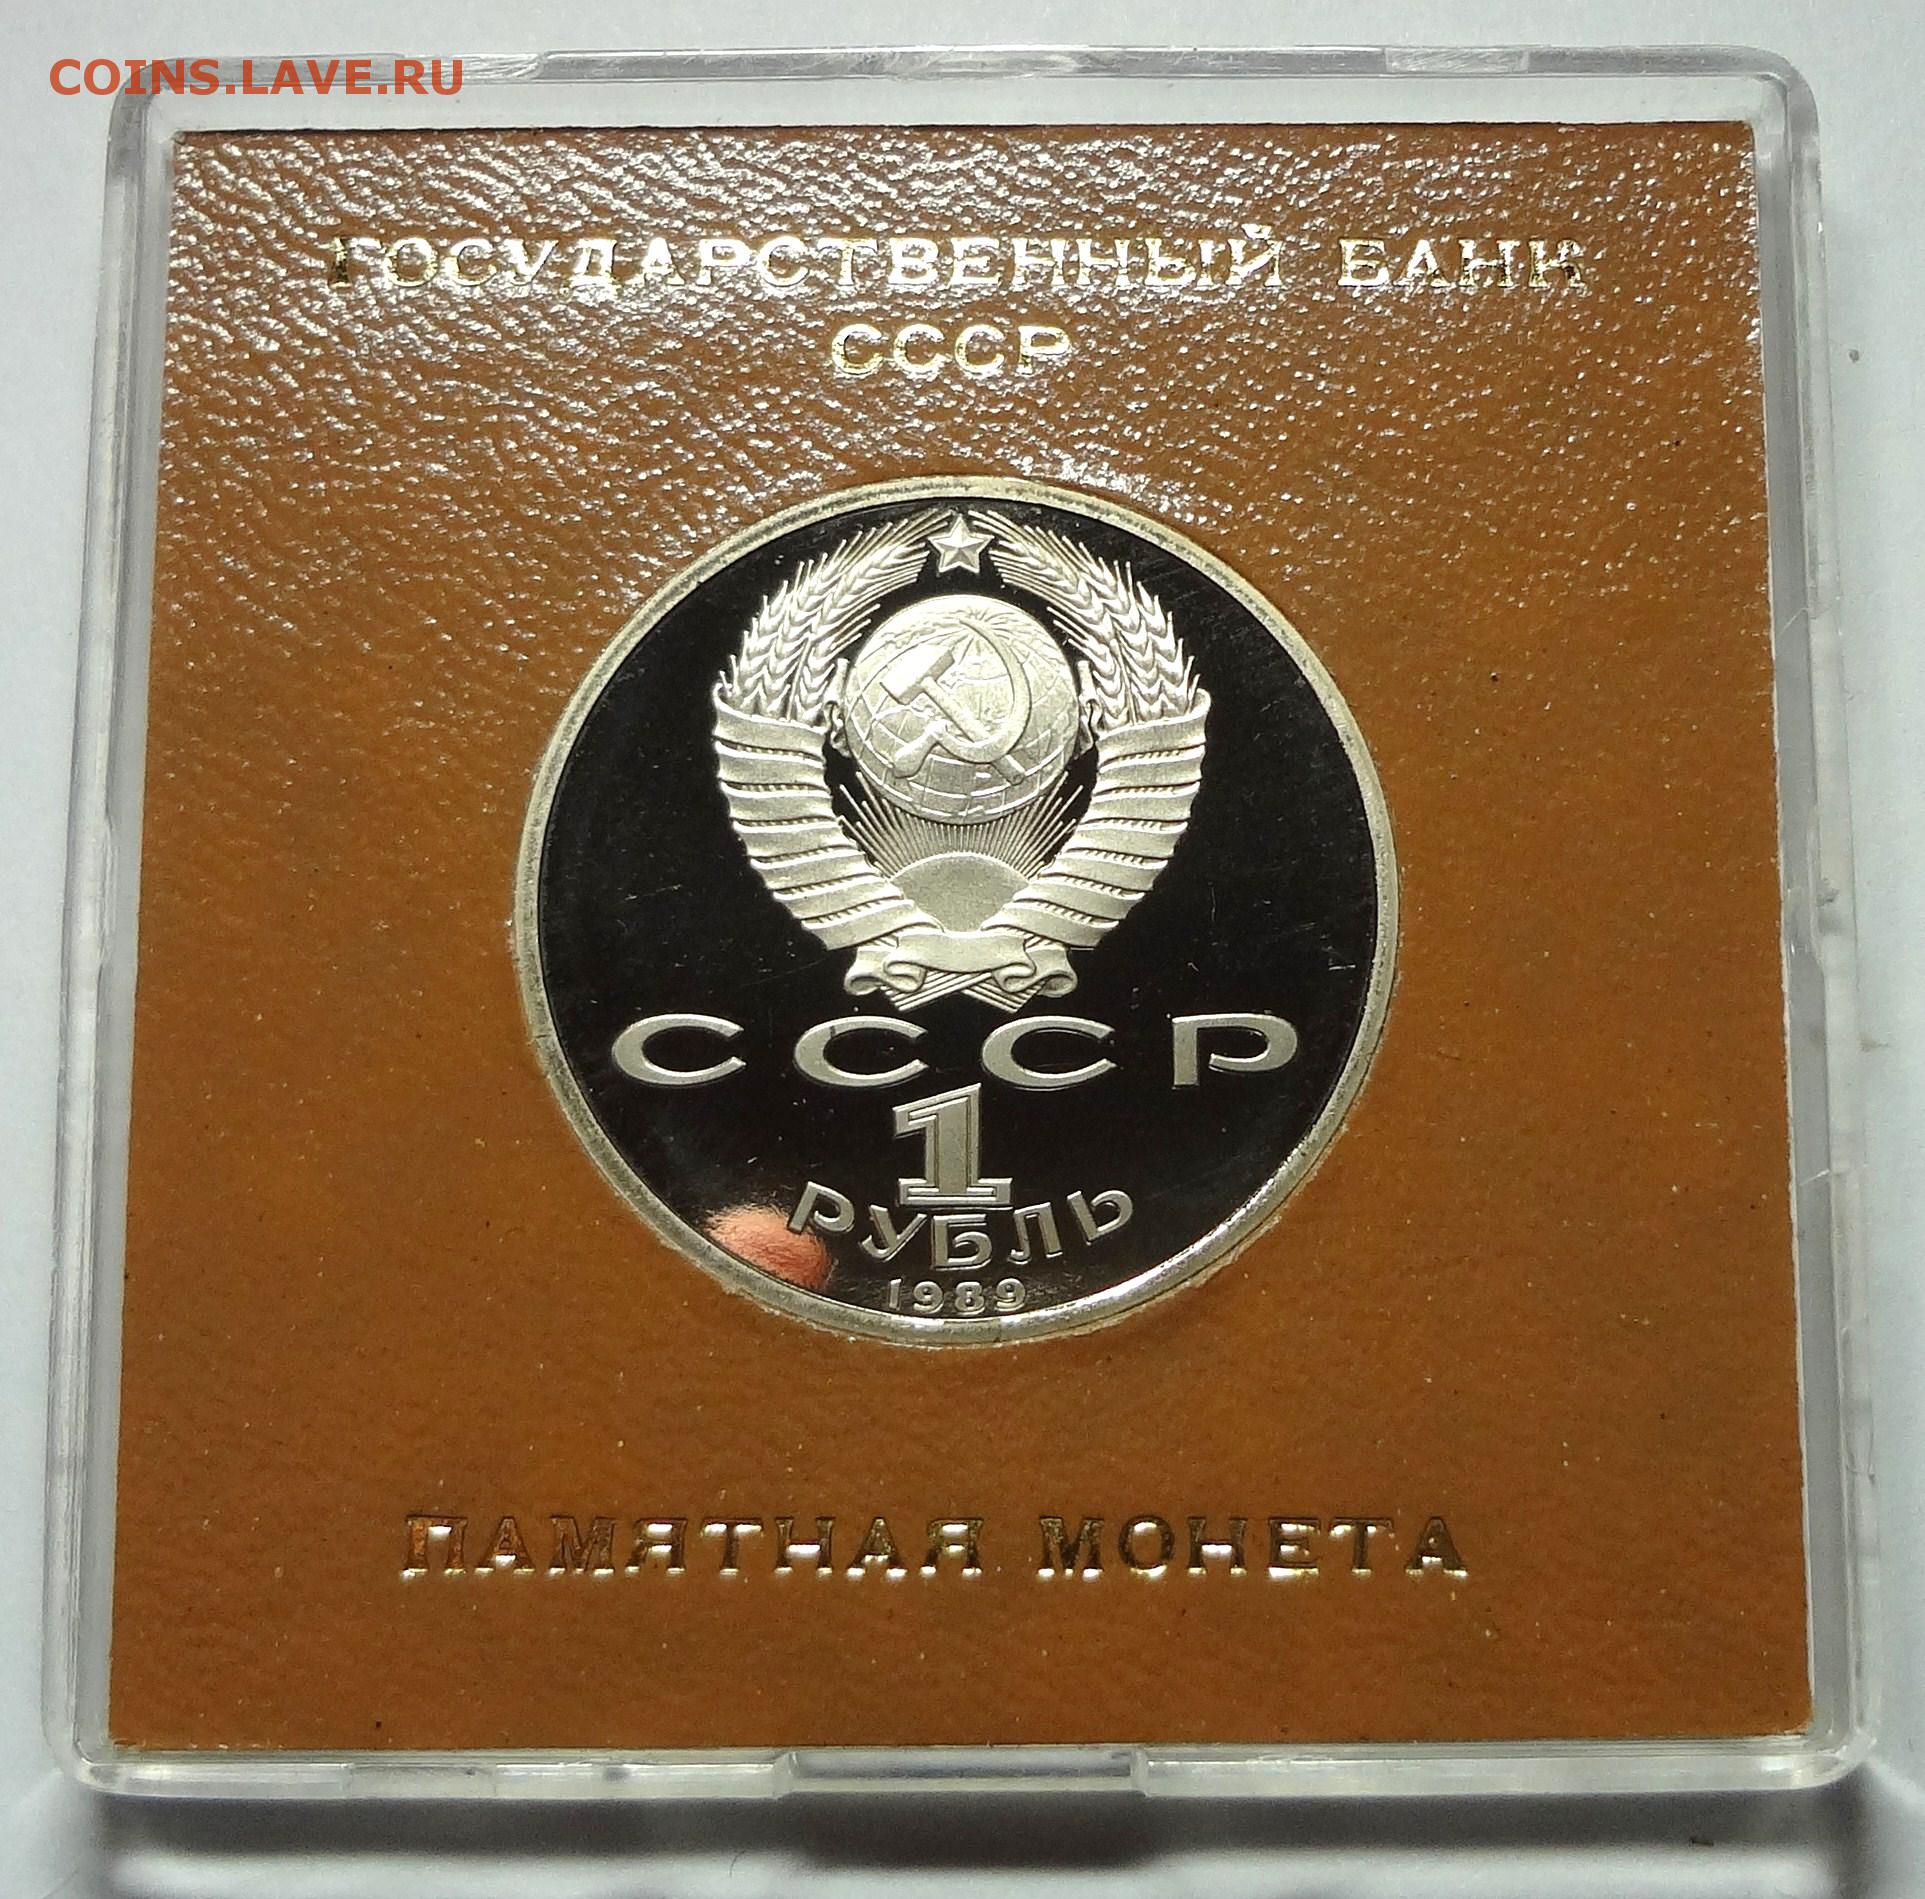 COINS.LAVE.RU
ГОСУДАРСТВЕННЫЙ БАНК
СССР
СССР
1
РУБЛЬ
1989
ПАМЯТНАЯ МОНЕТА